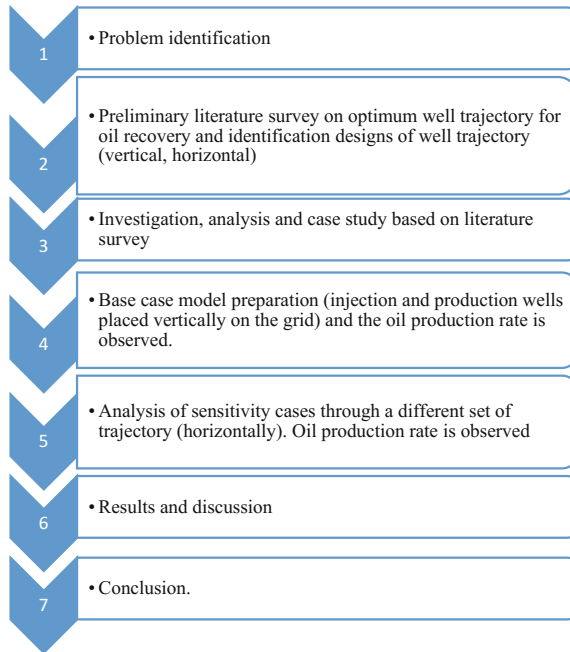 1
• Problem identification
2
• Preliminary literature survey on optimum well trajectory for
oil recovery and identification designs of well trajectory
(vertical, horizontal)
3
• Investigation, analysis and case study based on literature
survey
4
• Base case model preparation (injection and production wells
placed vertically on the grid) and the oil production rate is
observed.
5
• Analysis of sensitivity cases through a different set of
trajectory (horizontally). Oil production rate is observed
6
• Results and discussion
7
• Conclusion.